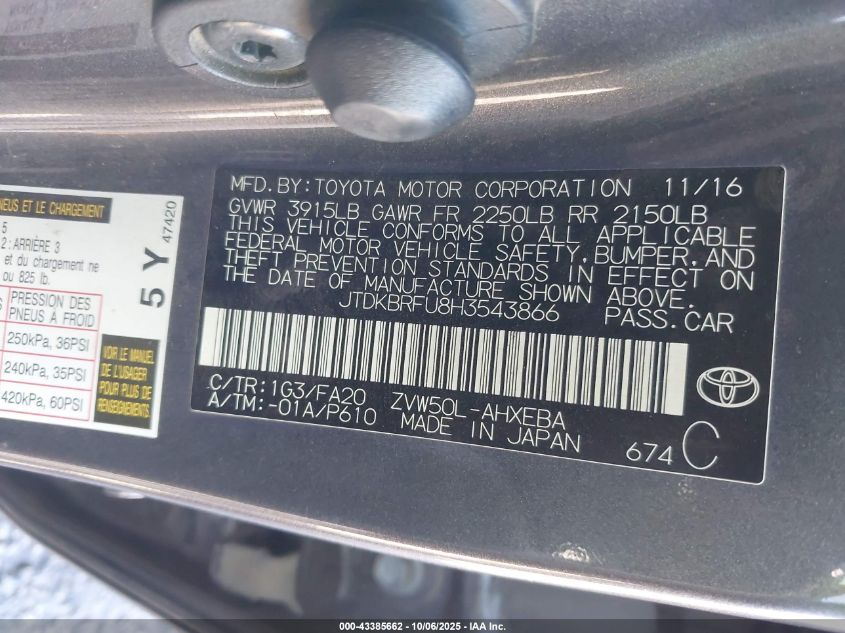 NEUS ET LE CHARGEMENT
5
2 : ARRIÈRE 3
et du chargement ne
ou 825 lb.
PRESSION DES
PNEUS À FROID
250kPa, 36PSI
240kPa, 35PSI
420kPa, 60PSI
VOIR LE MANUEL
DE L'USAGER
POUR PLUS DE
RENSEIGNEMENTS
5 Y 47420
MFD. BY: TOYOTA MOTOR CORPORATION 11/16
GVWR 3915LB GAWR FR 2250LB RR 2150LB
THIS VEHICLE CONFORMS TO ALL APPLICABLE
FEDERAL MOTOR VEHICLE SAFETY, BUMPER, AND
THEFT PREVENTION STANDARDS IN EFFECT ON
THE DATE OF MANUFACTURE SHOWN ABOVE.
JTDKBRFU8H3543866 PASS. CAR
C/TR: 1G3/FA20 ZVW50L-AHXEBA
A/TM: -01A/P610 MADE IN JAPAN
674 C
000-43385662 - 10/06/2025 - © IAA Inc.